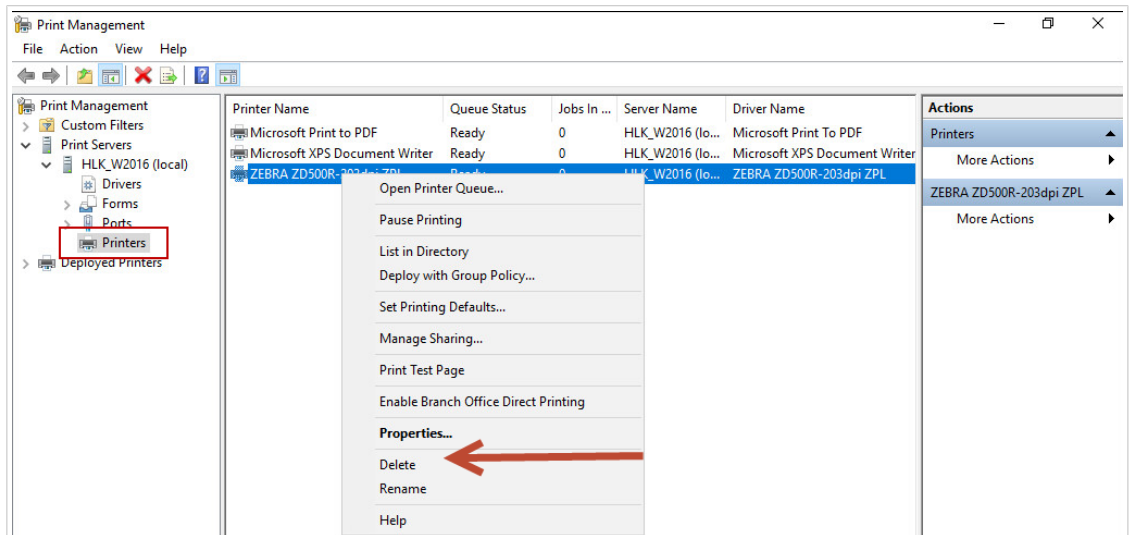 Print Management
File Action View Help
Print Management
Custom Filters
Print Servers
HLK_W2016 (local)
Drivers
Forms
Ports
Printers
Deployed Printers
Printer Name Queue Status Jobs In ... Server Name Driver Name
Microsoft Print to PDF Ready 0 HLK_W2016 (lo... Microsoft Print To PDF
Microsoft XPS Document Writer Ready 0 HLK_W2016 (lo... Microsoft XPS Document Writer
ZEBRA ZD500R-203dpi ZPL Ready 0 HLK_W2016 (lo... ZEBRA ZD500R-203dpi ZPL
Open Printer Queue...
Pause Printing
List in Directory
Deploy with Group Policy...
Set Printing Defaults...
Manage Sharing...
Print Test Page
Enable Branch Office Direct Printing
Properties...
Delete
Rename
Help
Actions
Printers
More Actions
ZEBRA ZD500R-203dpi ZPL
More Actions